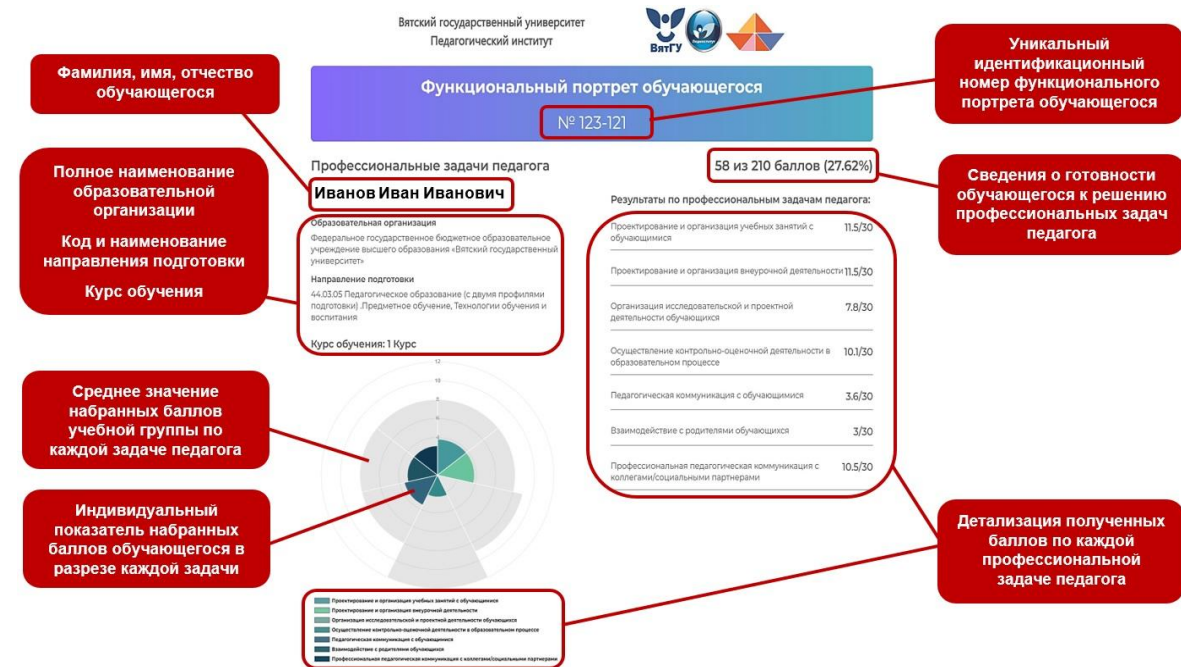 Вятский государственный университет
Педагогический институт
ВятГУ
Функциональный портрет обучающегося
№ 123-121
Фамилия, имя, отчество
обучающегося
Уникальный
идентификационный
номер функционального
портрета обучающегося
Полное наименование
образовательной
организации
Код и наименование
направления подготовки
Курс обучения
Профессиональные задачи педагога
Иванов Иван Иванович
Образовательная организация
Федеральное государственное бюджетное образовательное
учреждение высшего образования «Вятский государственный
университет»
Направление подготовки
44.03.05 Педагогическое образование (с двумя профилями
подготовки) .Предметное обучение, Технологии обучения и
воспитания
Курс обучения: 1 Курс
58 из 210 баллов (27.62%)
Сведения о готовности
обучающегося к решению
профессиональных задач
педагога
Результаты по профессиональным задачам педагога:
Проектирование и организация учебных занятий с 11.5/30
обучающимися
Проектирование и организация внеурочной деятельности 11.5/30
Организация исследовательской и проектной 7.8/30
деятельности обучающихся
Осуществление контрольно-оценочной деятельности в 10.1/30
образовательном процессе
Педагогическая коммуникация с обучающимися 3.6/30
Взаимодействие с родителями обучающихся 3/30
Профессиональная педагогическая коммуникация с 10.5/30
коллегами/социальными партнерами
Среднее значение
набранных баллов
учебной группы по
каждой задаче педагога
Индивидуальный
показатель набранных
баллов обучающегося в
разрезе каждой задачи
12
10
8
6
4
Детализация полученных
баллов по каждой
профессиональной
задаче педагога
Проектирование и организация учебных занятий с обучающимися
Проектирование и организация внеурочной деятельности
Организация исследовательской и проектной деятельности обучающихся
Осуществление контрольно-оценочной деятельности в образовательном процессе
Педагогическая коммуникация с обучающимися
Взаимодействие с родителями обучающихся
Профессиональная педагогическая коммуникация с коллегами/социальными партнерами